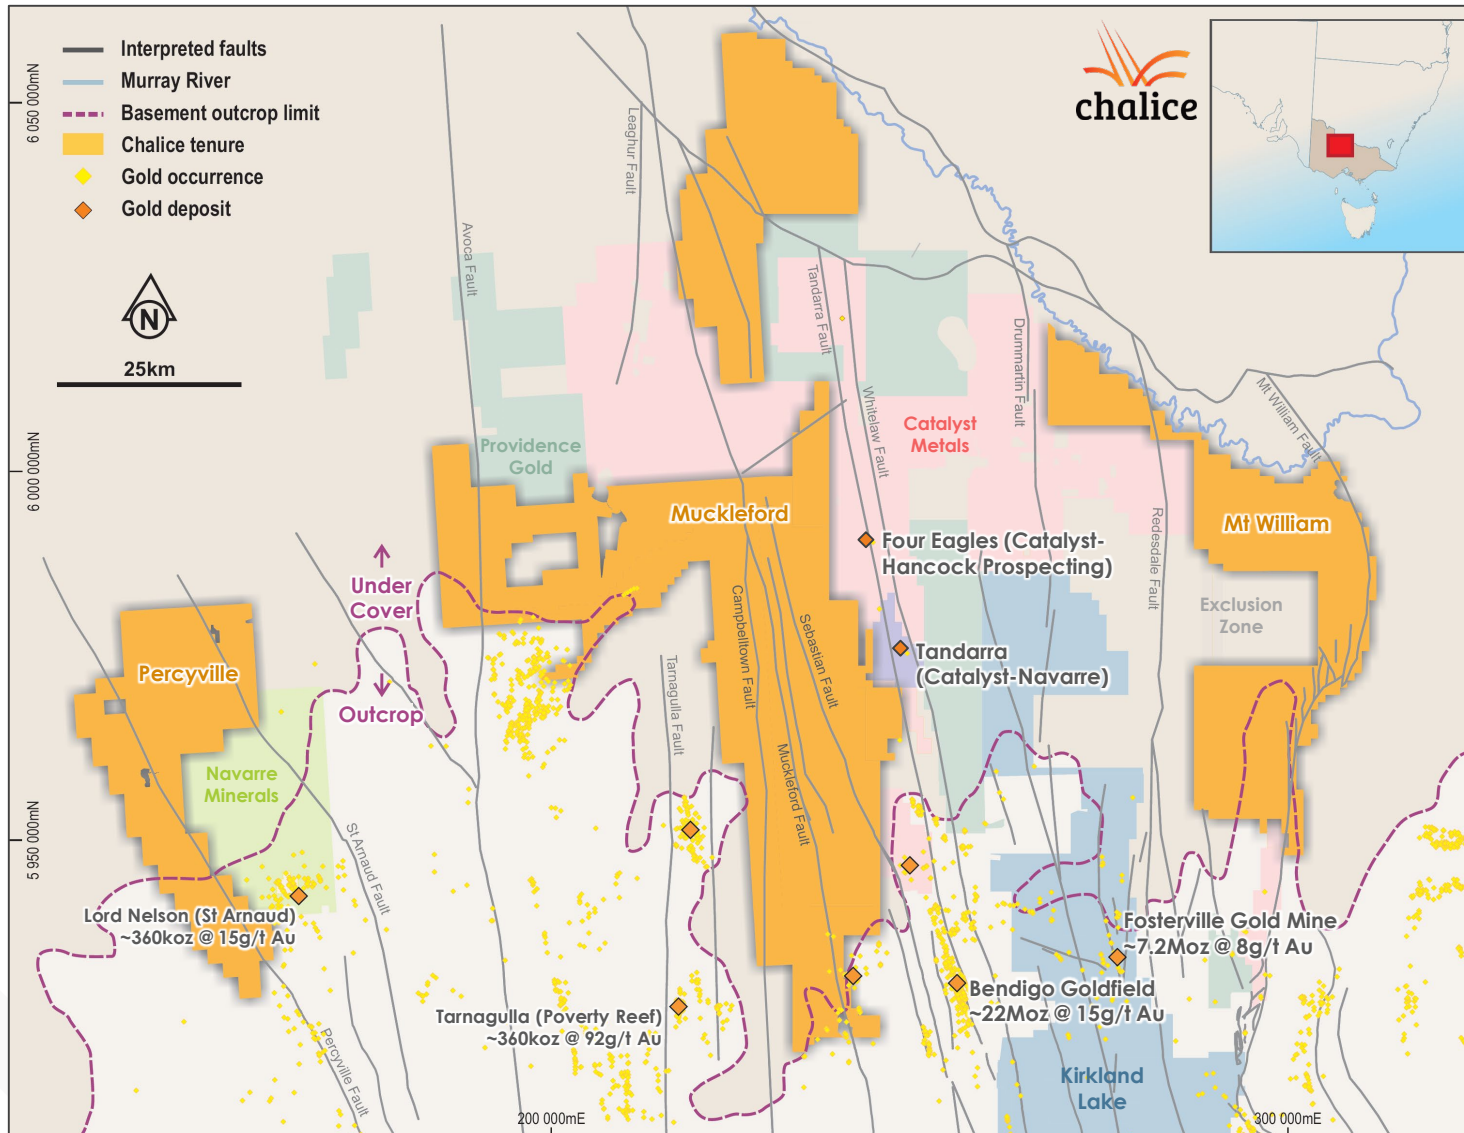 Interpreted faults
Murray River
Basement outcrop limit
Chalice tenure
Gold occurrence
Gold deposit
N
25km
chalice
6 050 000mN
6 000 000mN
5 950 000mN
200 000mE
300 000mE
Leaghur Fault
Avoca Fault
Tandarra Fault
Whitelaw Fault
Drummartin Fault
Mt William Fault
Redesdale Fault
Providence
Gold
Catalyst
Metals
Muckleford
Mt William
Four Eagles (Catalyst-
Hancock Prospecting)
Under
Cover
Outcrop
Exclusion
Zone
Percyville
Campbelltown Fault
Sebastian Fault
Tarnagulla Fault
Muckleford Fault
Tandarra
(Catalyst-Navarre)
Navarre
Minerals
St Arnaud Fault
Lord Nelson (St Arnaud)
~360koz @ 15g/t Au
Fosterville Gold Mine
~7.2Moz @ 8g/t Au
Bendigo Goldfield
~22Moz @ 15g/t Au
Tarnagulla (Poverty Reef)
~360koz @ 92g/t Au
Percyville Fault
Kirkland
Lake